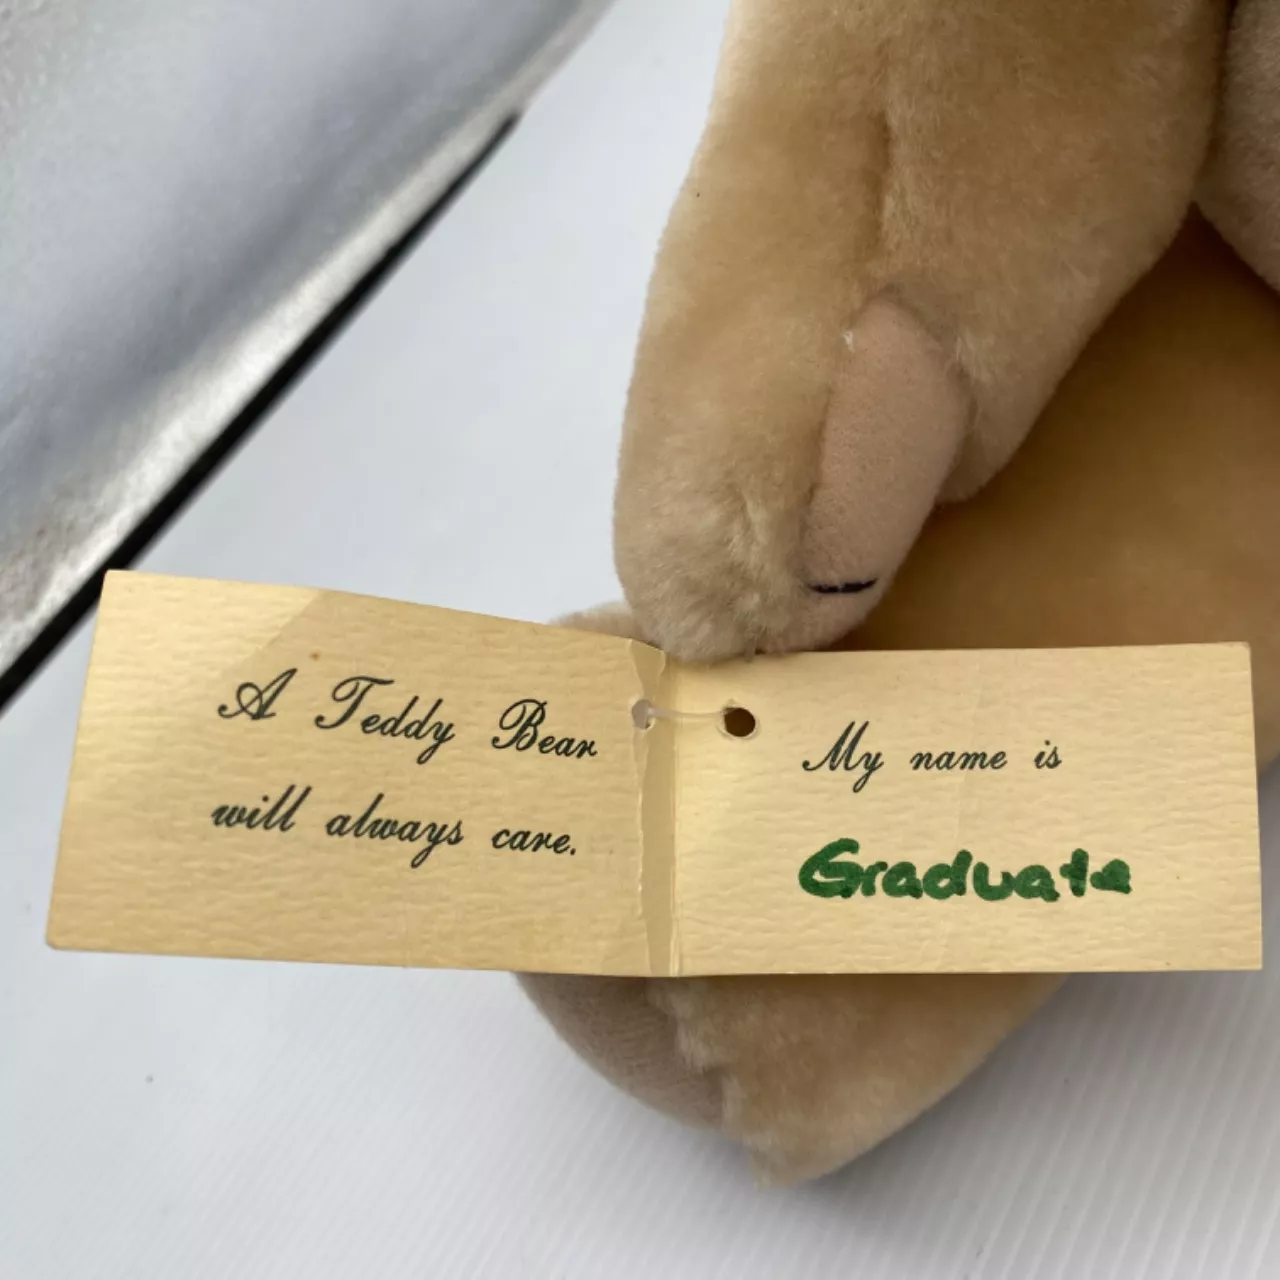 A Teddy Bear
will always care.
My name is
Graduate